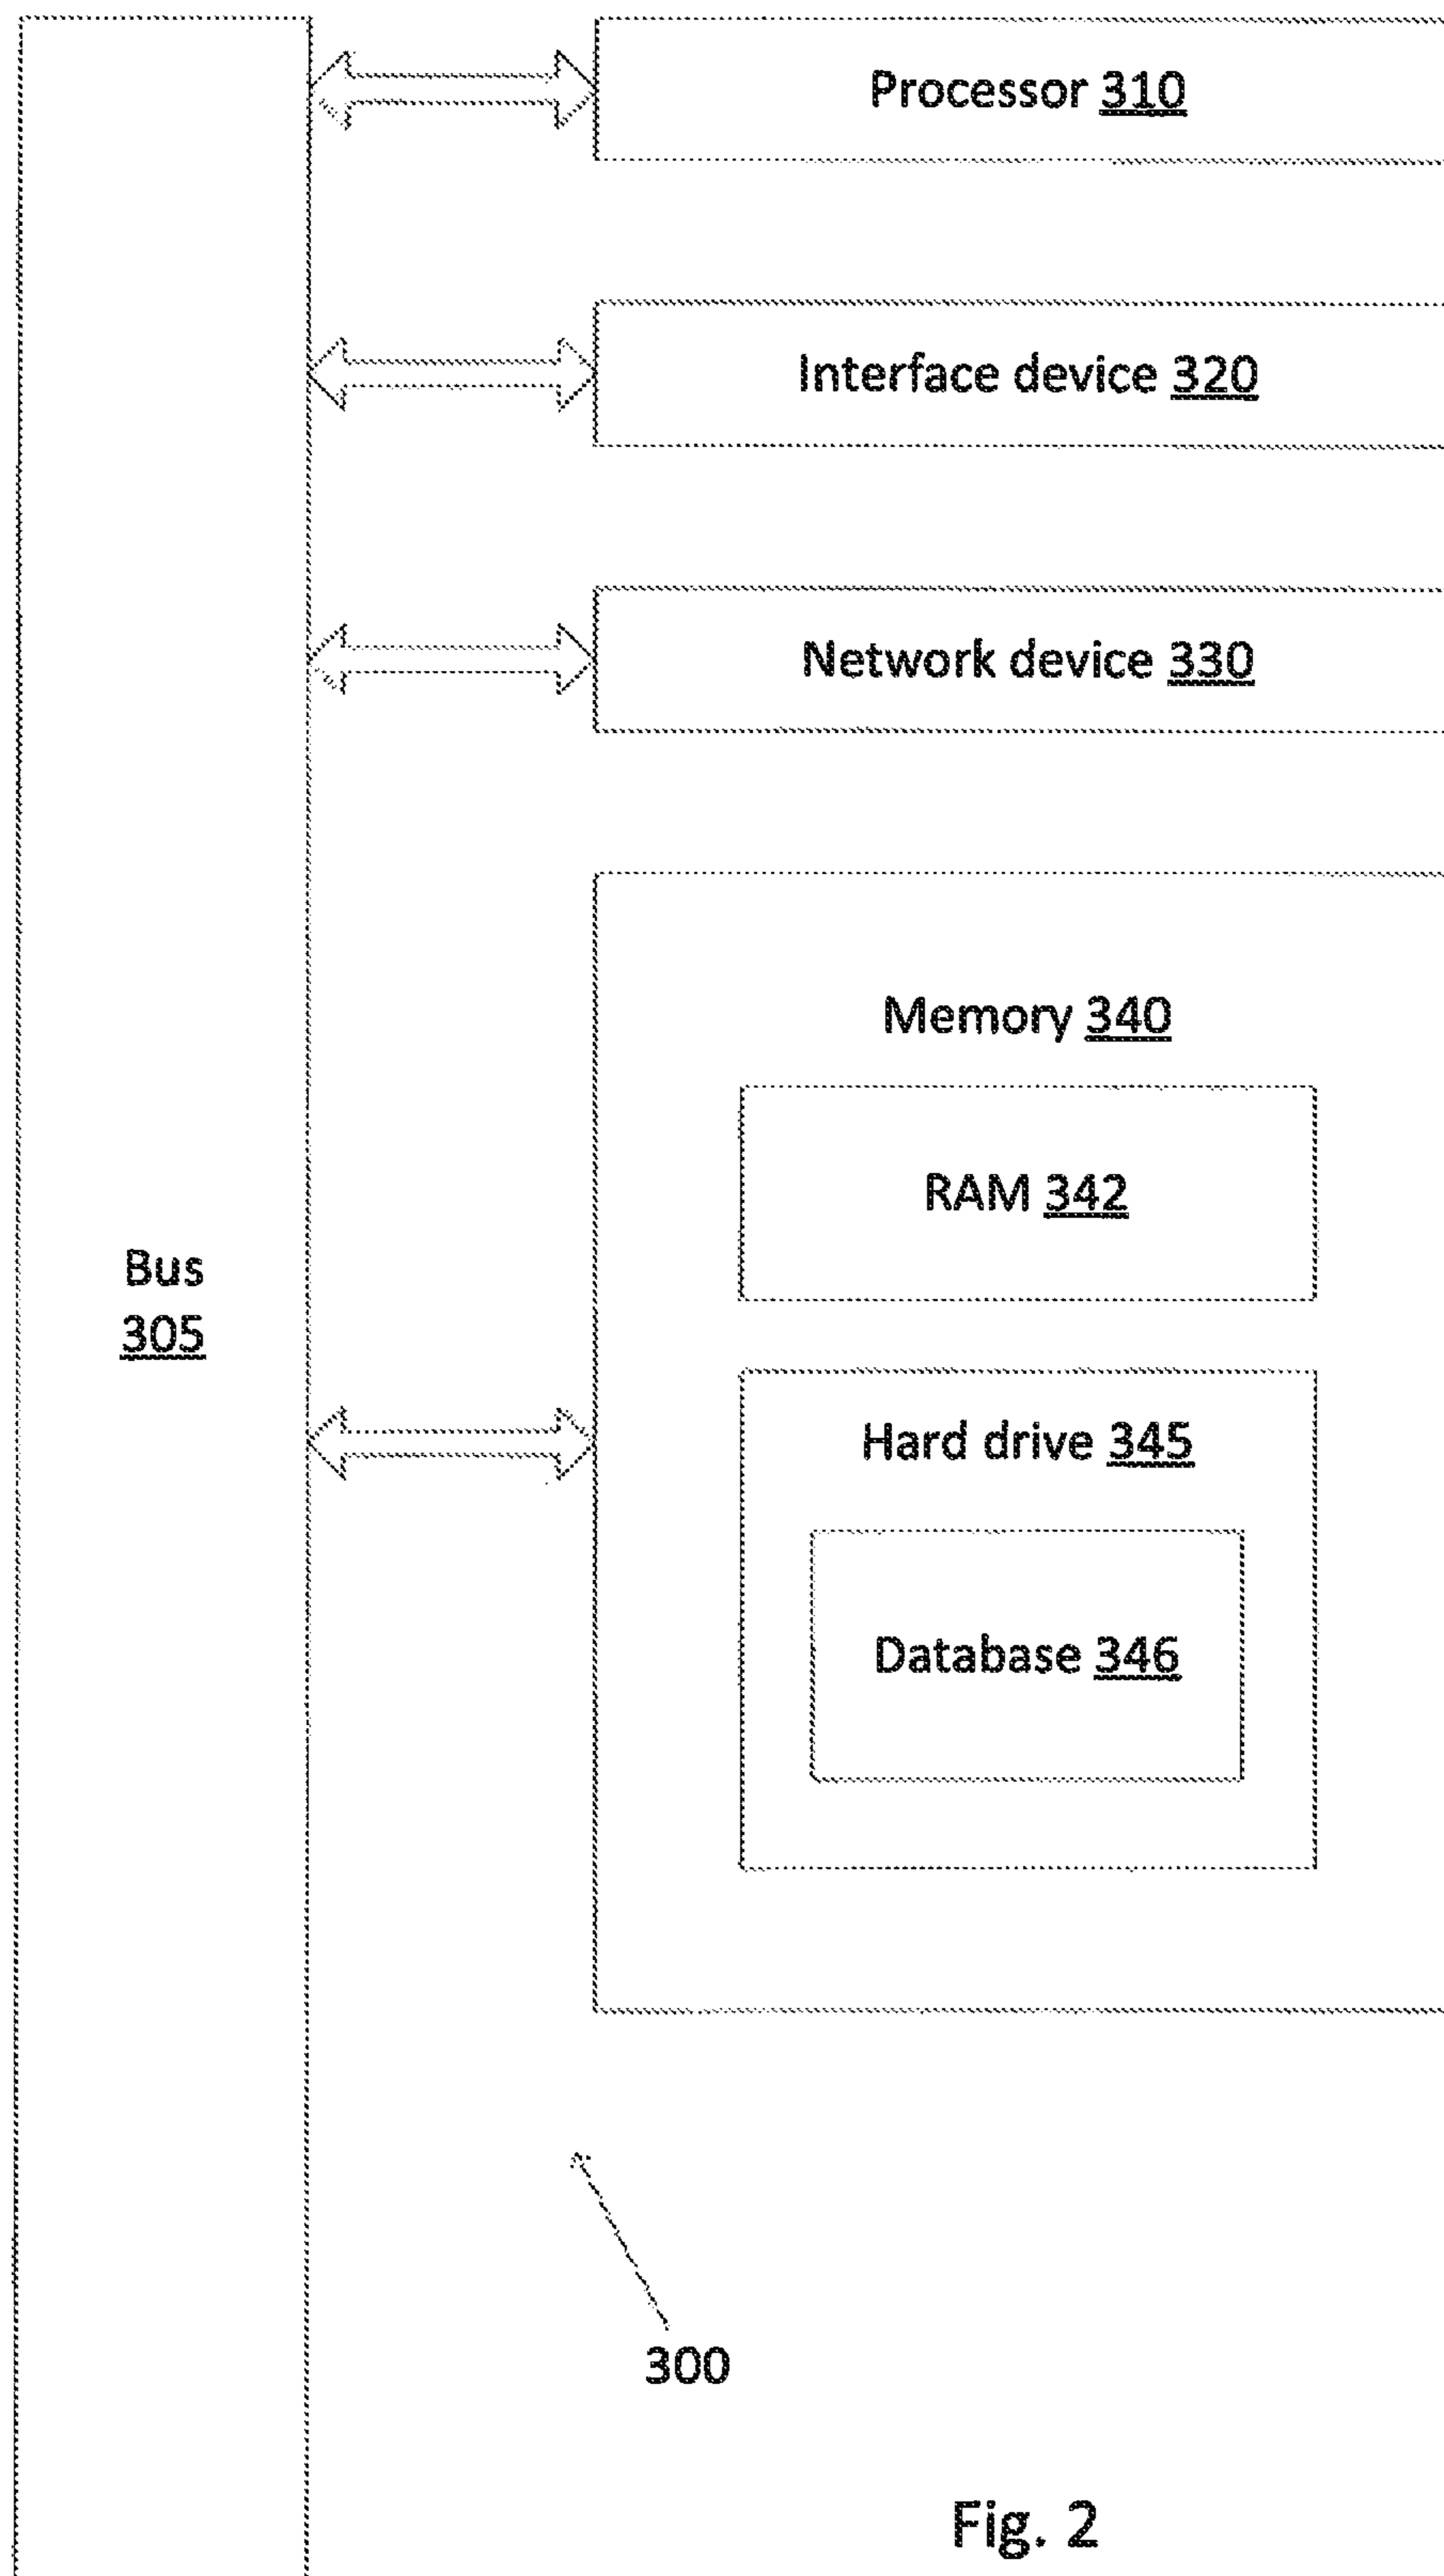 Processor 310
Interface device 320
Network device 330
Memory 340
RAM 342
Bus
305
Hard drive 345
Database 346
300
Fig. 2